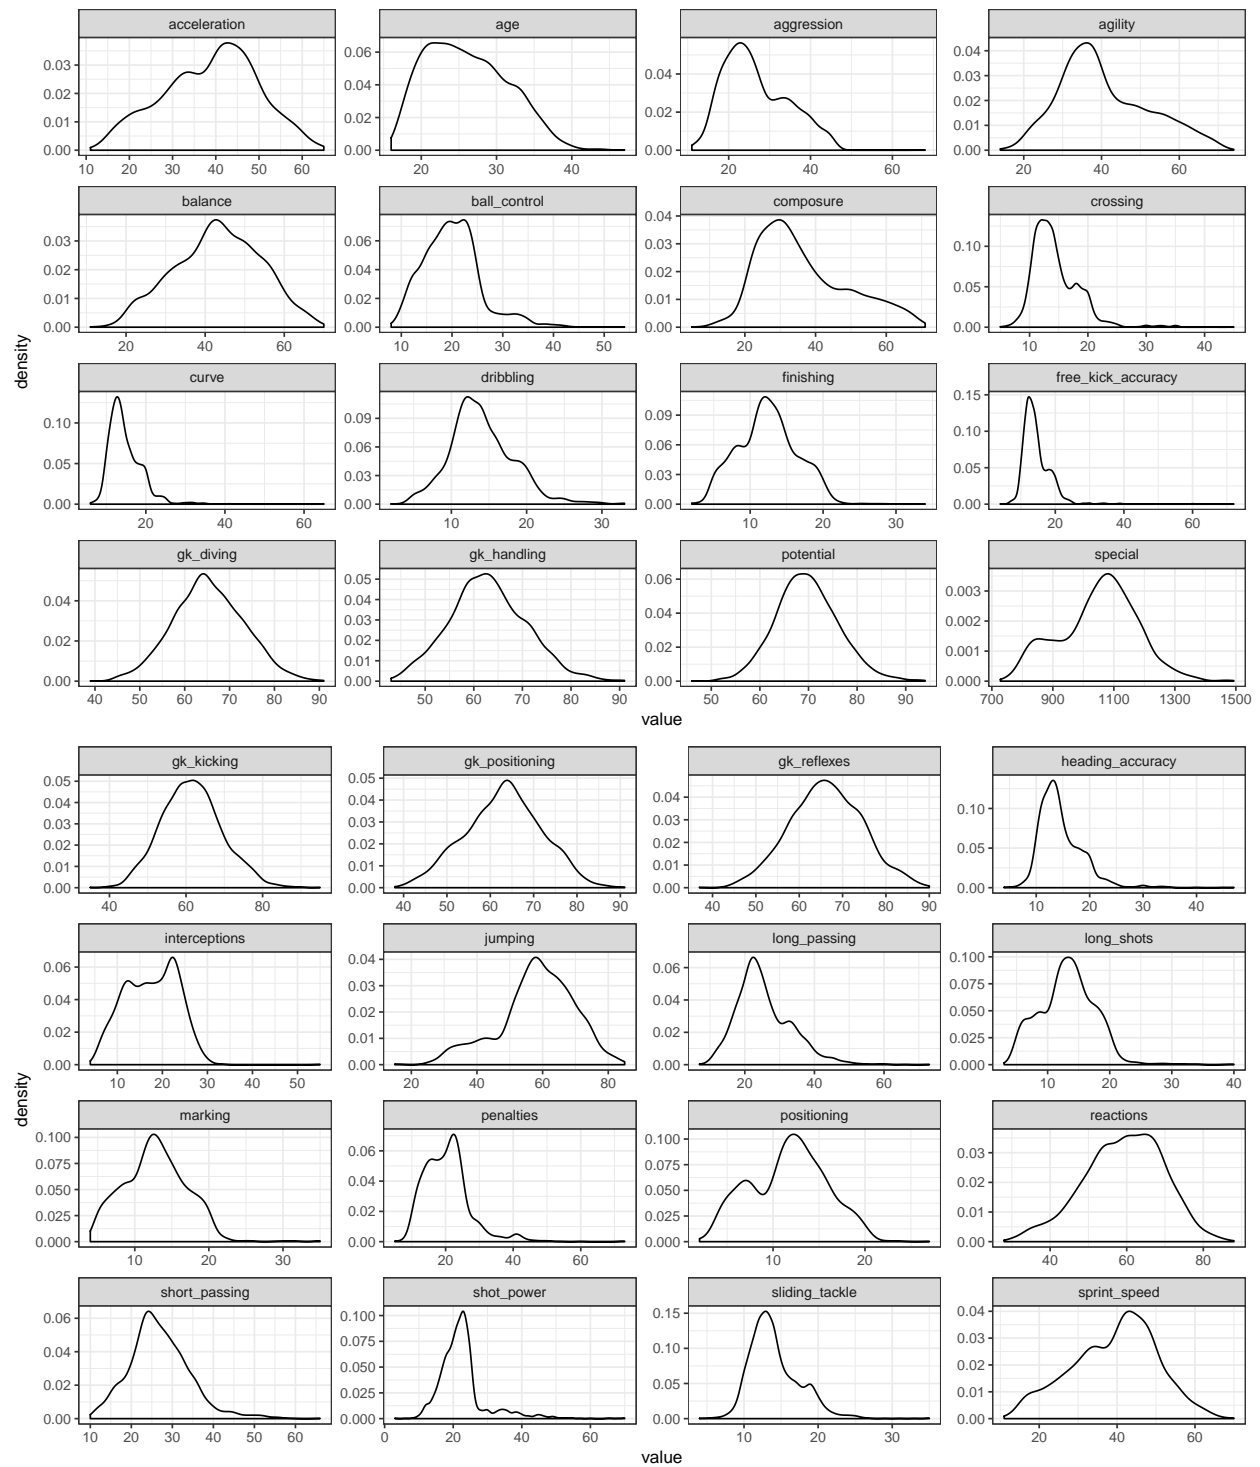 acceleration age aggression agility
0.03 0.06 0.04
0.02 0.04 0.04 0.03
0.01 0.02 0.02 0.02
0.01
0.00 0.00 0.00 0.00
10 20 30 40 50 60 20 30 40 20 40 60 20 40 60
balance ball_control composure crossing
0.03 0.06 0.04 0.10
0.02 0.04 0.03 0.05
0.01 0.02 0.02
0.01
0.00 0.00 0.00 0.00
20 40 60 10 20 30 40 50 20 40 60 10 20 30 40
density
curve dribbling finishing free_kick_accuracy
0.10 0.09 0.09 0.15
0.05 0.06 0.06 0.10
0.03 0.03 0.05
0.00 0.00 0.00 0.00
20 40 60 10 20 30 10 20 30 20 40 60
gk_diving gk_handling potential special
0.04 0.05 0.06 0.003
0.02 0.04 0.04 0.002
0.03
0.02 0.02 0.001
0.01
0.00 0.00 0.00 0.000
40 50 60 70 80 90 50 60 70 80 90 50 60 70 80 90 700 900 1100 1300 1500
value
gk_kicking gk_positioning gk_reflexes heading_accuracy
0.05 0.05 0.04 0.10
0.04 0.04 0.03
0.03 0.03 0.02 0.05
0.02 0.02
0.01 0.01 0.01
0.00 0.00 0.00 0.00
40 60 80 40 50 60 70 80 90 40 50 60 70 80 90 10 20 30 40
interceptions jumping long_passing long_shots
0.06 0.04 0.06 0.100
0.04 0.03 0.04 0.075
0.02 0.02 0.02 0.050
0.01 0.025
0.00 0.00 0.00 0.000
10 20 30 40 50 20 40 60 80 20 40 60 10 20 30 40
density
marking penalties positioning reactions
0.100 0.06 0.100 0.03
0.075 0.04 0.075 0.02
0.050 0.02 0.050 0.01
0.025 0.025
0.000 0.00 0.000 0.00
10 20 30 20 40 60 10 20 40 60 80
short_passing shot_power sliding_tackle sprint_speed
0.06 0.100 0.15 0.04
0.04 0.075 0.10 0.03
0.050 0.02
0.02 0.025 0.05 0.01
0.00 0.000 0.00 0.00
10 20 30 40 50 60 0 20 40 60 10 20 30 20 40 60
value